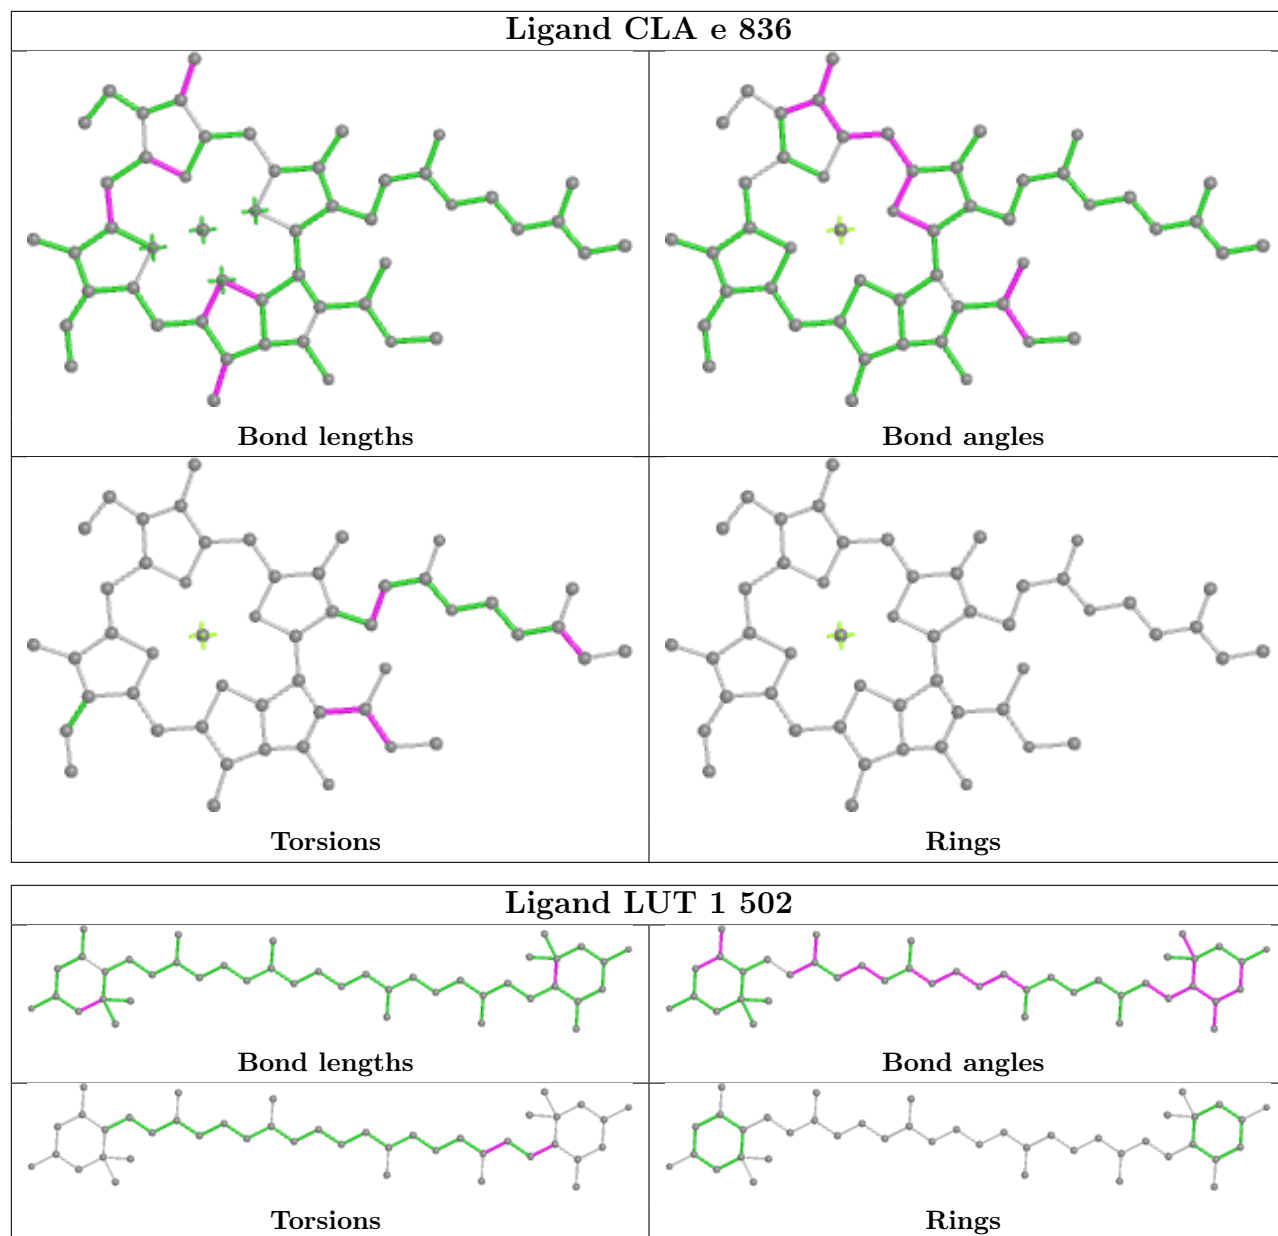 Ligand CLA e 836
Bond lengths
Bond angles
Torsions
Rings
Ligand LUT 1 502
Bond lengths
Bond angles
Torsions
Rings